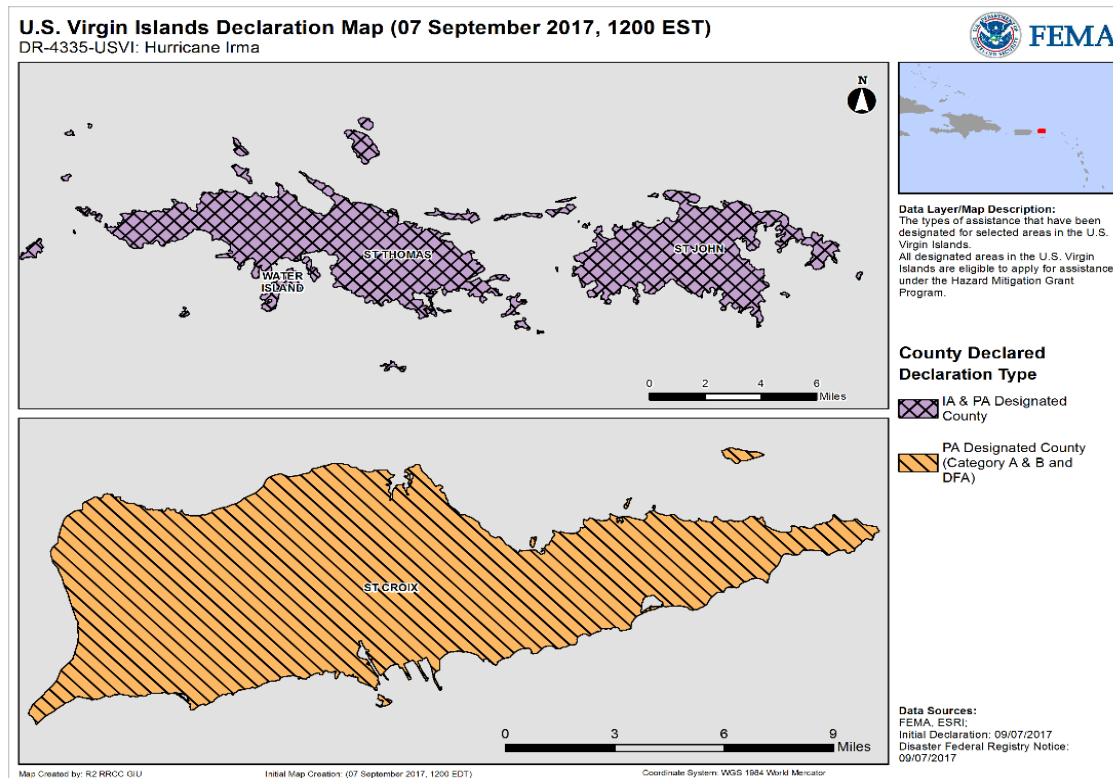 U.S. Virgin Islands Declaration Map (07 September 2017, 1200 EST)
DR-4335-USVI: Hurricane Irma
FEMA
N
ST THOMAS
WATER
ISLAND
ST JOHN
0 2 4 6
Miles
ST CROIX
0 3 6 9
Miles
Data Layer/Map Description:
The types of assistance that have been
designated for selected areas in the U.S.
Virgin Islands.
All designated areas in the U.S. Virgin
Islands are eligible to apply for assistance
under the Hazard Mitigation Grant
Program.
County Declared
Declaration Type
IA & PA Designated
County
PA Designated County
(Category A & B and
DFA)
Data Sources:
FEMA, ESRI;
Initial Declaration: 09/07/2017
Disaster Federal Registry Notice:
09/07/2017
Map Created by: R2 RRCC GIU
Initial Map Creation: (07 September 2017, 1200 EDT)
Coordinate System: WGS 1984 World Mercator